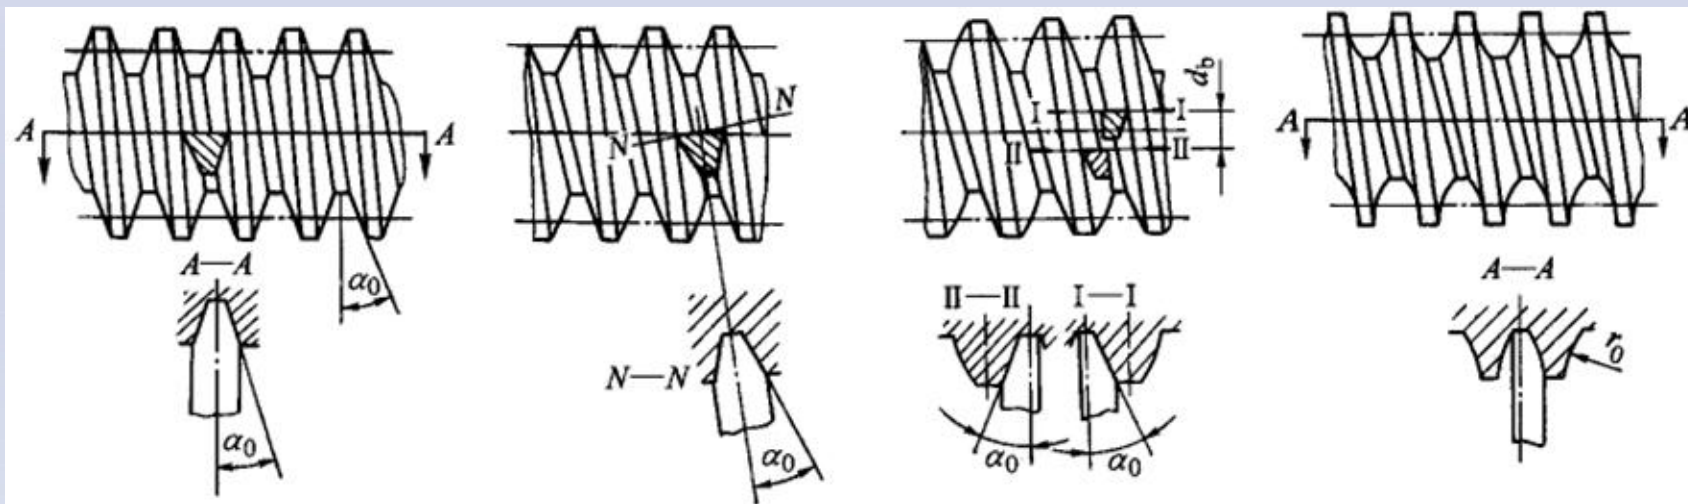 A A
α₀
A—A
α₀
N
N
N—N
α₀
d_b
I I
II II
II—II I—I
α₀ α₀
A A
A—A
r₀